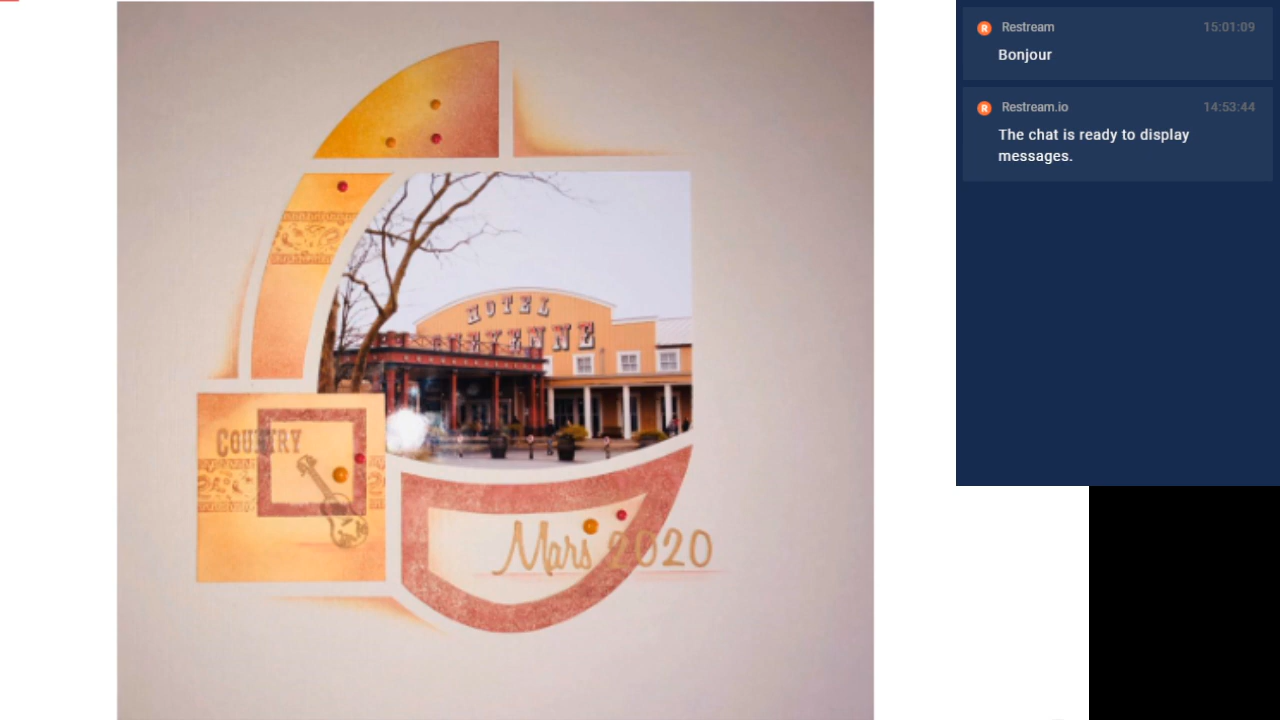 HOTEL
CHEYENNE
COUNTRY
Mars 2020
Restream
15:01:09
Bonjour
Restream.io
14:53:44
The chat is ready to display
messages.